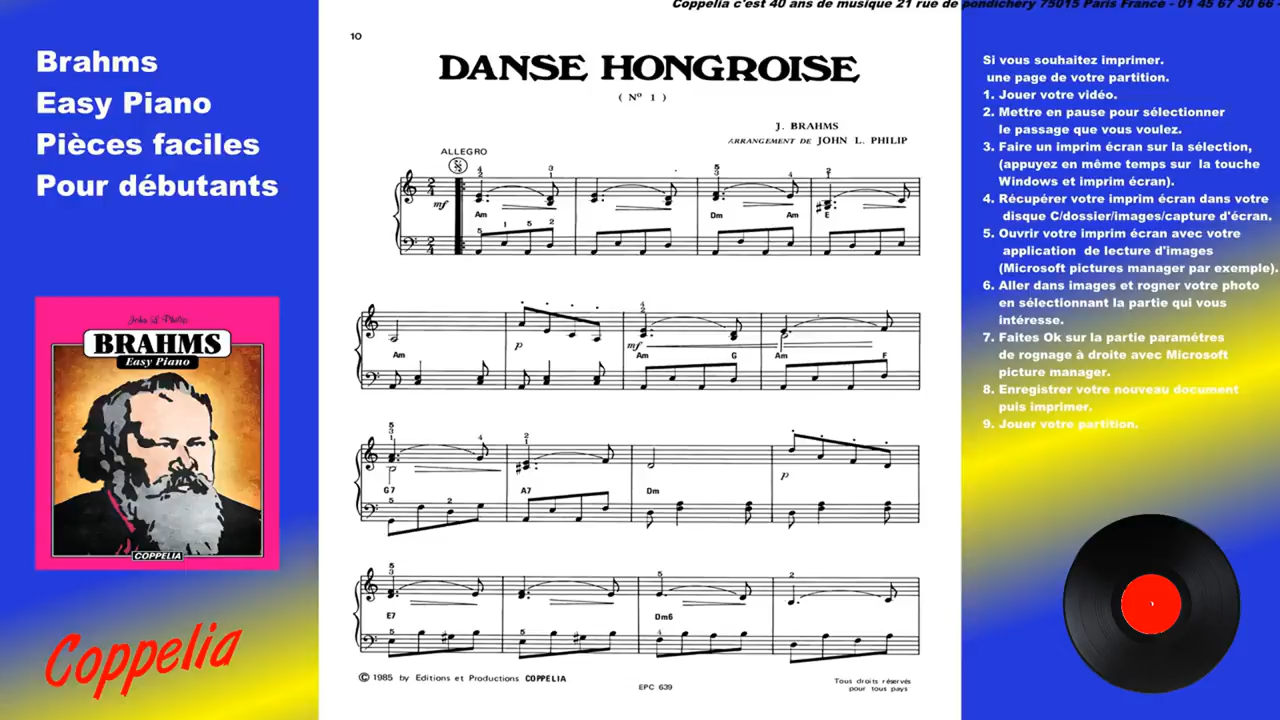 Coppelia c'est 40 ans de musique 21 rue de pondichery 75015 Paris France - 01 45 67 30 66 -
Brahms
Easy Piano
Pièces faciles
Pour débutants
John L. Philip
BRAHMS
Easy Piano
COPPELIA
Coppelia
10
DANSE HONGROISE
( Nº 1 )
J. BRAHMS
ARRANGEMENT DE JOHN L. PHILIP
ALLEGRO
mf
Am Dm Am E
p mf p
Am Am G Am F
p p
G7 A7 Dm
E7 Dm6
© 1985 by Editions et Productions COPPELIA
EPC 639
Tous droits réservés
pour tous pays
Si vous souhaitez imprimer.
une page de votre partition.
1. Jouer votre vidéo.
2. Mettre en pause pour sélectionner
le passage que vous voulez.
3. Faire un imprim écran sur la sélection,
(appuyez en même temps sur la touche
Windows et imprim écran).
4. Récupérer votre imprim écran dans votre
disque C/dossier/images/capture d'écran.
5. Ouvrir votre imprim écran avec votre
application de lecture d'images
(Microsoft pictures manager par exemple).
6. Aller dans images et rogner votre photo
en sélectionnant la partie qui vous
intéresse.
7. Faites Ok sur la partie paramétres
de rognage à droite avec Microsoft
picture manager.
8. Enregistrer votre nouveau document
puis imprimer.
9. Jouer votre partition.